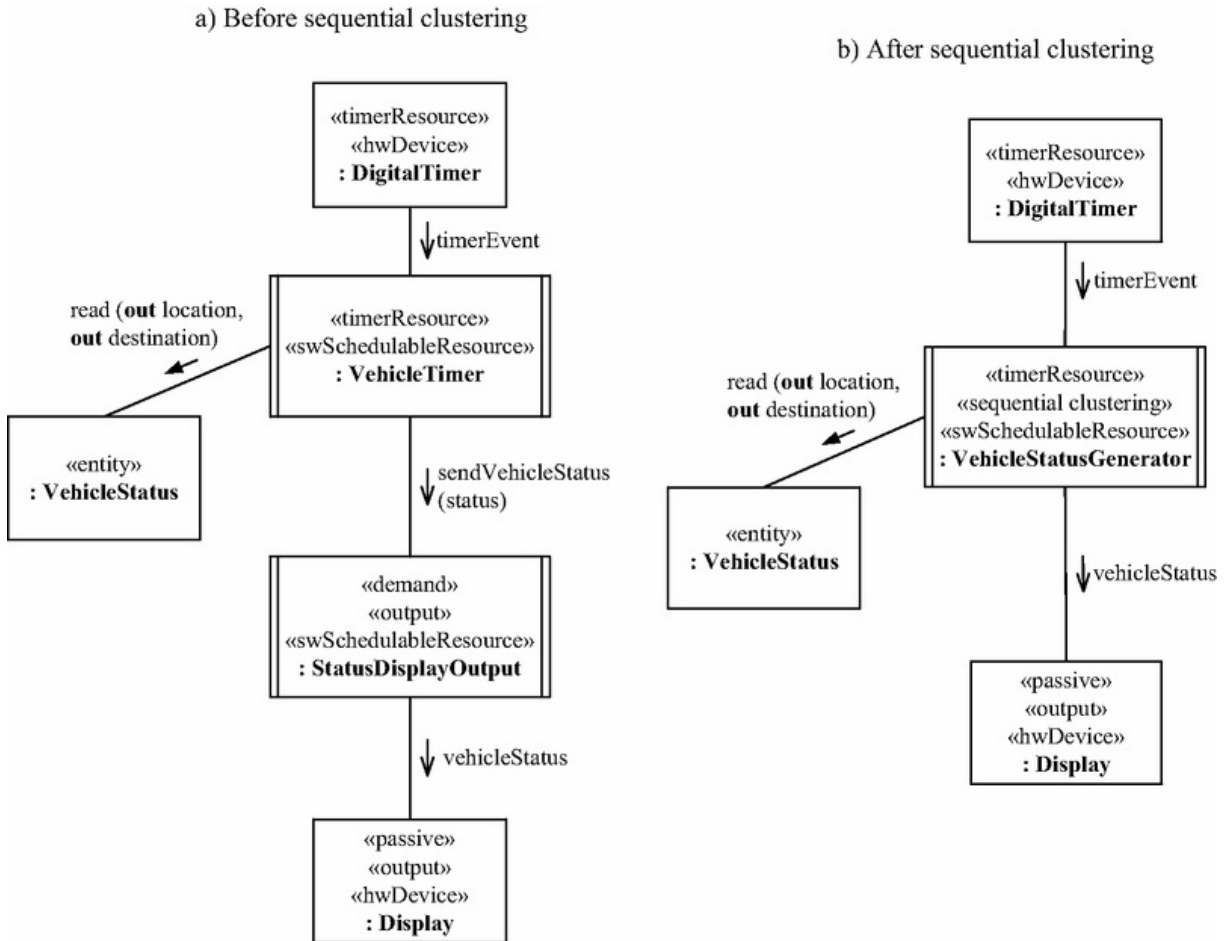 a) Before sequential clustering
«timerResource»
«hwDevice»
: DigitalTimer
timerEvent
read (out location,
out destination)
«timerResource»
«swSchedulableResource»
: VehicleTimer
«entity»
: VehicleStatus
sendVehicleStatus
(status)
«demand»
«output»
«swSchedulableResource»
: StatusDisplayOutput
vehicleStatus
«passive»
«output»
«hwDevice»
: Display
b) After sequential clustering
«timerResource»
«hwDevice»
: DigitalTimer
timerEvent
read (out location,
out destination)
«timerResource»
«sequential clustering»
«swSchedulableResource»
: VehicleStatusGenerator
«entity»
: VehicleStatus
vehicleStatus
«passive»
«output»
«hwDevice»
: Display